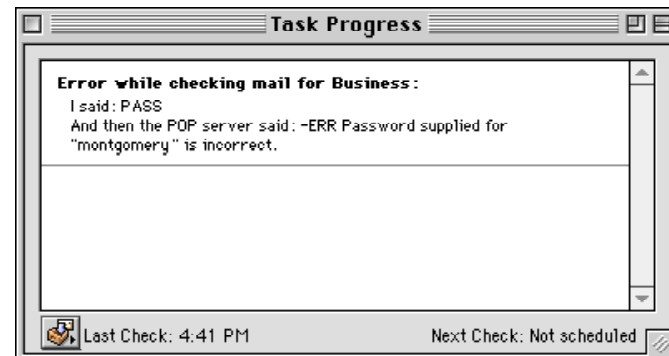 Task Progress
Error while checking mail for Business:
I said: PASS
And then the POP server said: -ERR Password supplied for
"montgomery" is incorrect.
Last Check: 4:41 PM
Next Check: Not scheduled